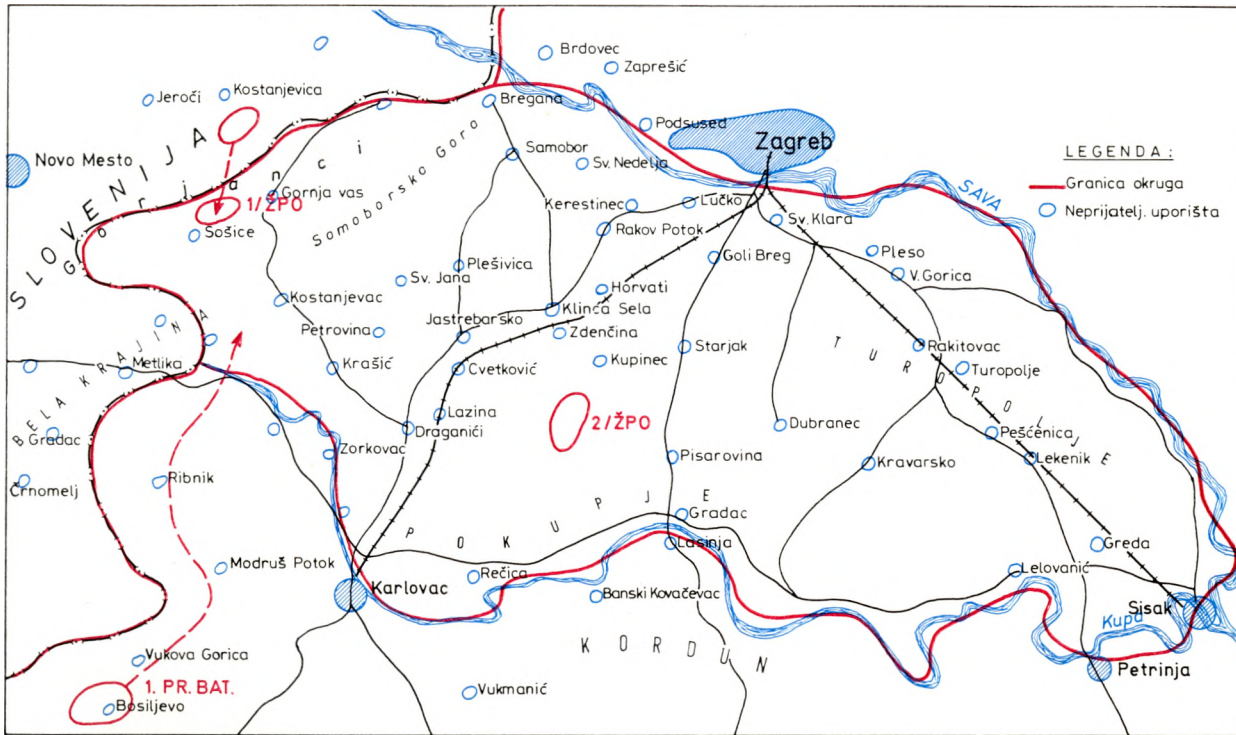 Brdovec
Zaprešić
Jeroči
Kostanjevica
Bregana
Podsused
Zagreb
LEGENDA :
Granica okruga
Neprijatelj. uporišta
Novo Mesto
SLOVENIJA
Gorjanci
Samoborsko Goro
Samobor
Sv. Nedelja
Gornja vas
1/ŽPO
Sošice
Kerestinec
Lučko
Rakov Potok
Sv. Klara
SAVA
Plešivica
Sv. Jana
Goli Breg
Pleso
V. Gorica
Kostanjevac
Horvati
Klinča Sela
Petrovina
Jastrebarsko
Zdenčina
Starjak
Rakitovac
BELA KRAJINA
Metlika
Krašić
Cvetković
Kupinec
Turopolje
TUROPOLJE
Lazina
2/ŽPO
Draganići
Dubranec
Pešćenica
Gradac
Zorkovac
Pisarovina
Kravarsko
Lekenik
Črnomelj
Ribnik
POKUPJE
Gradac
Lasinja
Greda
Modruš Potok
Rečica
Lelovanić
Karlovac
Banski Kovačevac
Sisak
Kupa
KORDUN
Petrinja
Vukova Gorica
1. PR. BAT.
Vukmanić
Bosiljevo